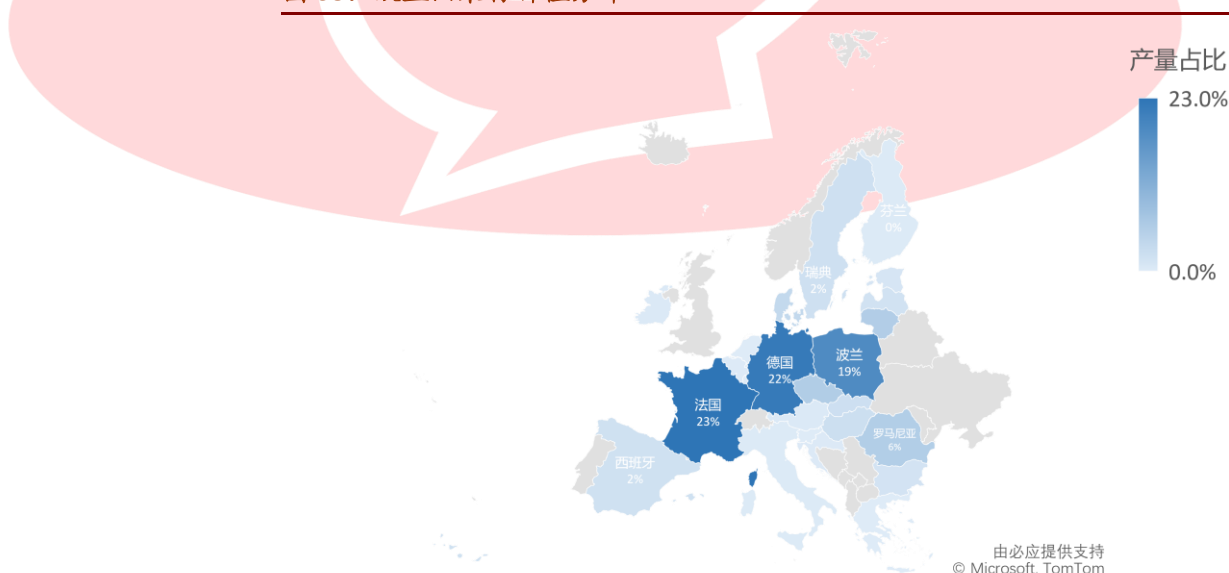 产量占比
23.0%
0.0%
芬兰
0%
瑞典
2%
德国
22%
波兰
19%
法国
23%
罗马尼亚
6%
西班牙
2%
由必应提供支持
© Microsoft, TomTom